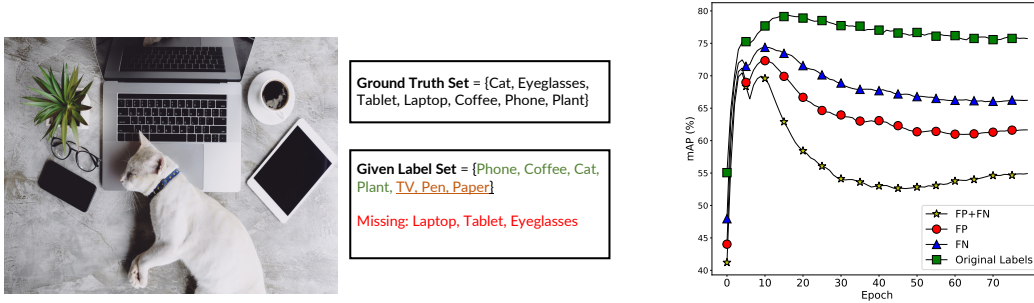 Ground Truth Set = {Cat, Eyeglasses,
Tablet, Laptop, Coffee, Phone, Plant}
Given Label Set = {Phone, Coffee, Cat,
Plant, TV, Pen, Paper}
Missing: Laptop, Tablet, Eyeglasses
mAP (%)
80
75
70
65
60
55
50
45
40
0
10
20
30
40
50
60
70
Epoch
FP+FN
FP
FN
Original Labels